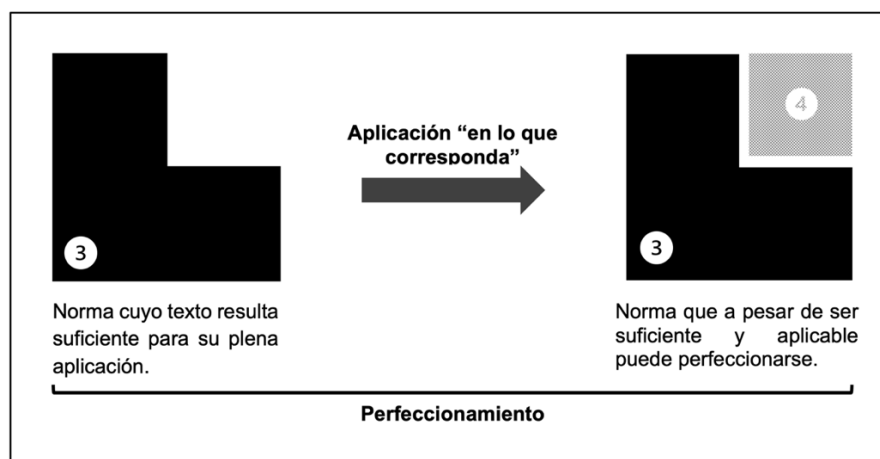 Aplicación “en lo que
corresponda”
4
3
3
Norma cuyo texto resulta
suficiente para su plena
aplicación.
Norma que a pesar de ser
suficiente y aplicable
puede perfeccionarse.
Perfeccionamiento